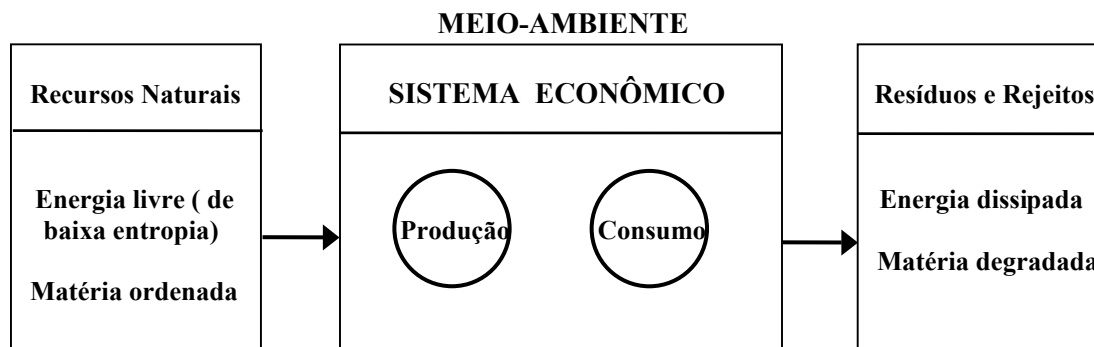 MEIO-AMBIENTE
Recursos Naturais
Energia livre ( de
baixa entropia)
Matéria ordenada
SISTEMA ECONÔMICO
Produção
Consumo
Resíduos e Rejeitos
Energia dissipada
Matéria degradada